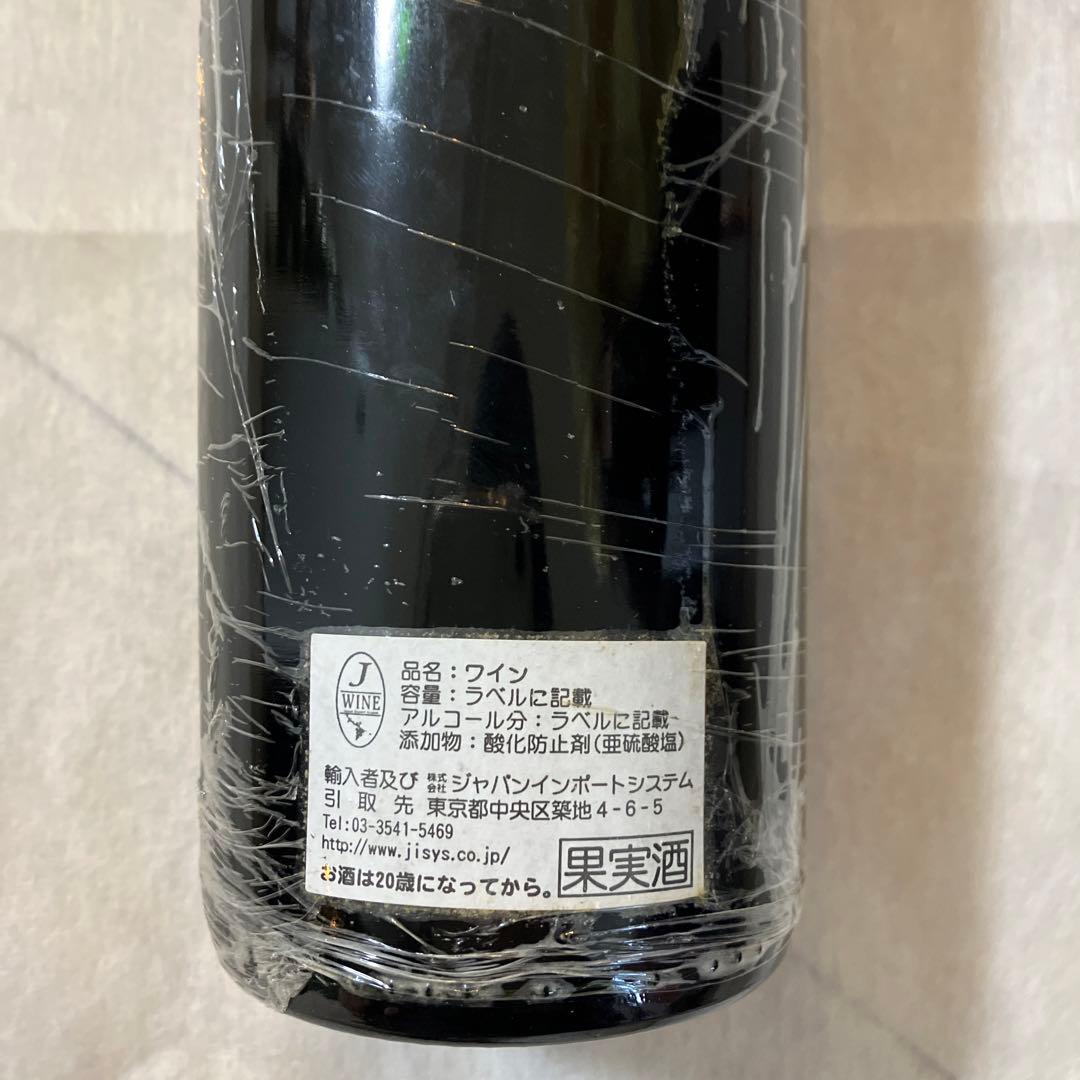 J
WINE
品名：ワイン
容量：ラベルに記載
アルコール分：ラベルに記載
添加物：酸化防止剤(亜硫酸塩)
輸入者及び 株式会社 ジャパンインポートシステム
引取先 東京都中央区築地4-6-5
Tel:03-3541-5469
http://www.jisys.co.jp/
お酒は20歳になってから。
果実酒